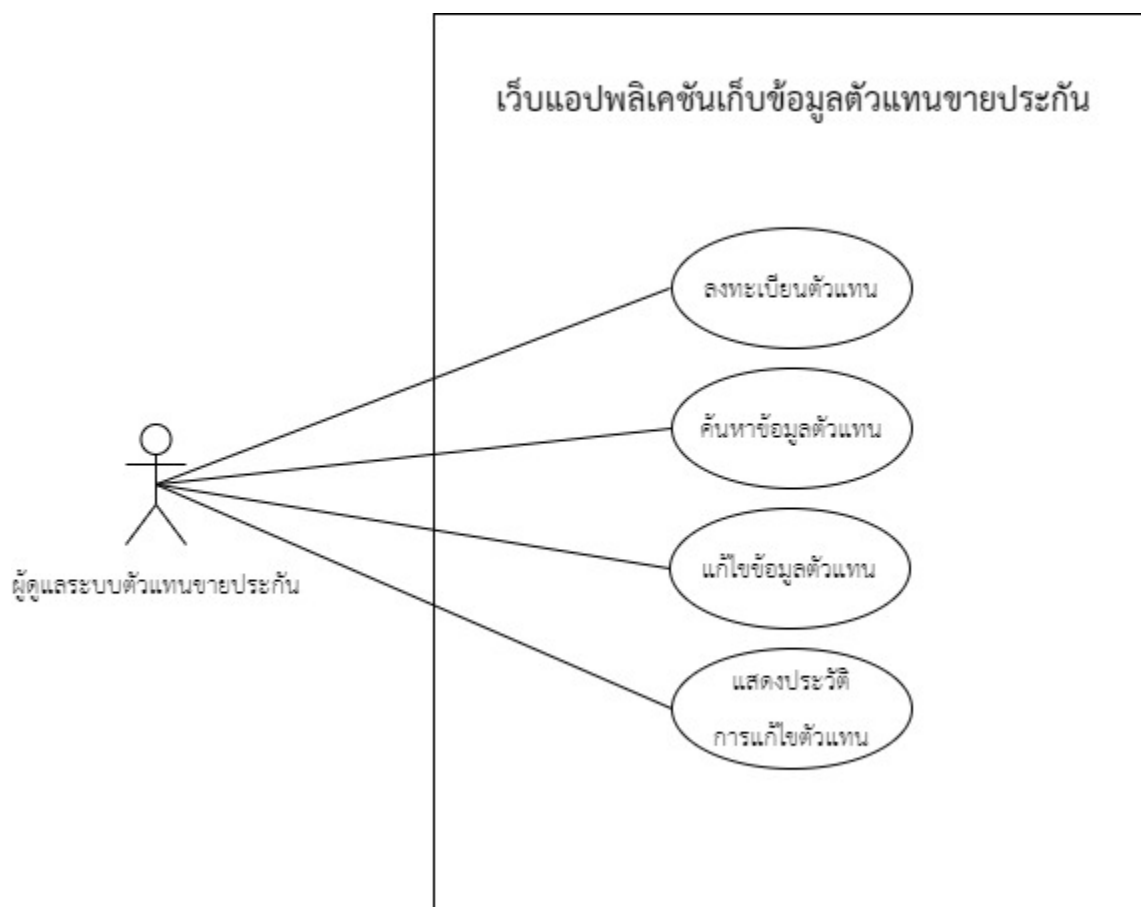 เว็บแอปพลิเคชันเก็บข้อมูลตัวแทนขายประกัน
ลงทะเบียนตัวแทน
ค้นหาข้อมูลตัวแทน
ผู้ดูแลระบบตัวแทนขายประกัน
แก้ไขข้อมูลตัวแทน
แสดงประวัติ
การแก้ไขตัวแทน